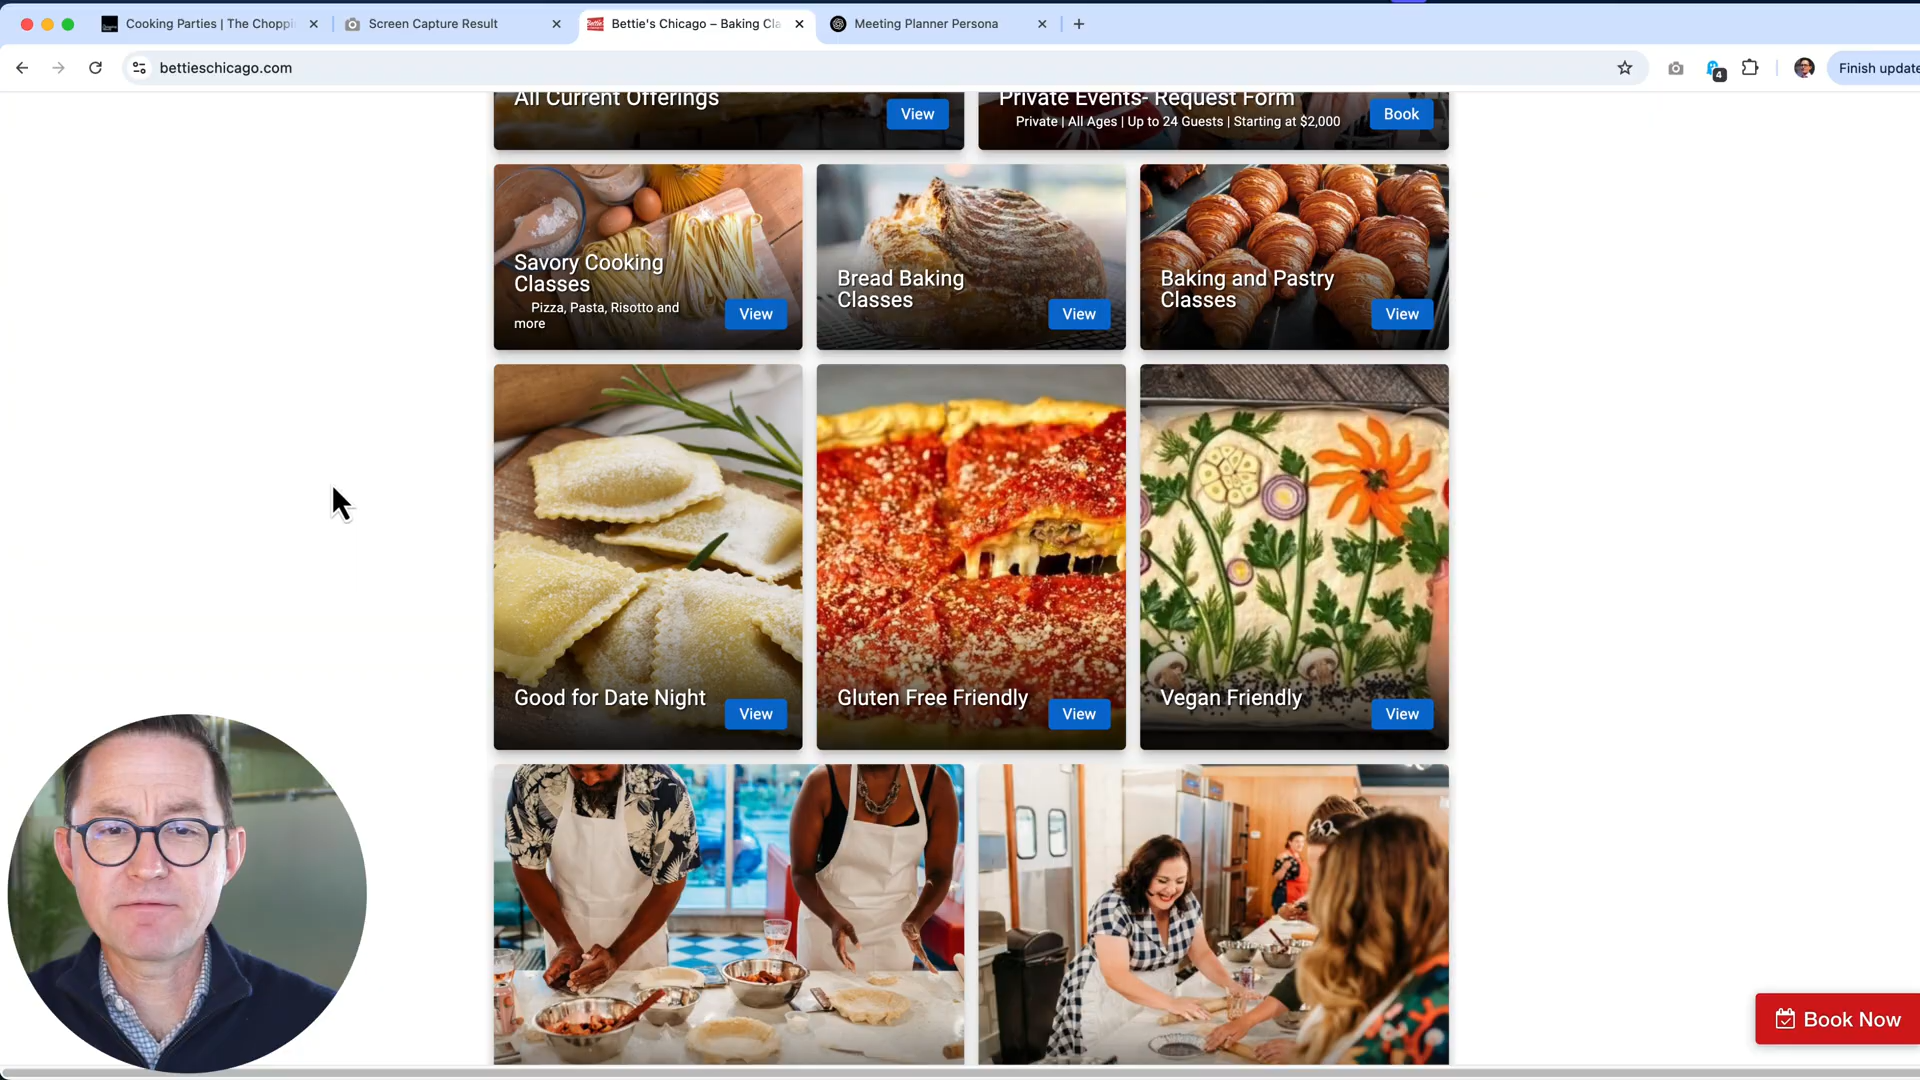 Cooking Parties | The Choppi
Screen Capture Result
Bettie's Chicago – Baking Cla
Meeting Planner Persona
bettieschicago.com
4
Finish update
All Current Offerings
View
Private Events- Request Form
Private | All Ages | Up to 24 Guests | Starting at $2,000
Book
Savory Cooking
Classes
Pizza, Pasta, Risotto and
more
View
Bread Baking
Classes
View
Baking and Pastry
Classes
View
Good for Date Night
View
Gluten Free Friendly
View
Vegan Friendly
View
Book Now